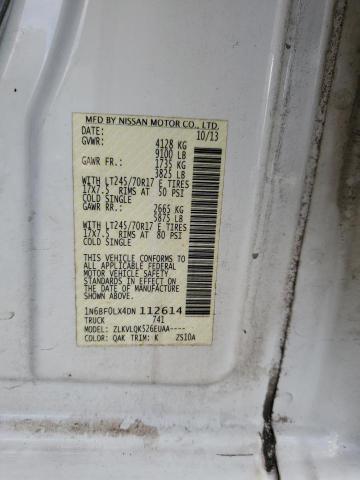 MFD BY NISSAN MOTOR CO., LTD.
DATE: 10/13
GVWR: 4128 KG
9100 LB
GAWR FR: 1735 KG
3825 LB
WITH LT245/70R17 E TIRES
17X7.5 RIMS AT 50 PSI
COLD SINGLE
GAWR RR: 2665 KG
5875 LB
WITH LT245/70R17 E TIRES
17X7.5 RIMS AT 80 PSI
COLD SINGLE
THIS VEHICLE CONFORMS TO ALL
APPLICABLE FEDERAL
MOTOR VEHICLE SAFETY
STANDARDS IN EFFECT ON
THE DATE OF MANUFACTURE
SHOWN ABOVE.
1N6BF0LX4DN 112614
TRUCK 741
MODEL: ZLKVLQKS26EUAA----
COLOR: QAK TRIM: K ZS10A